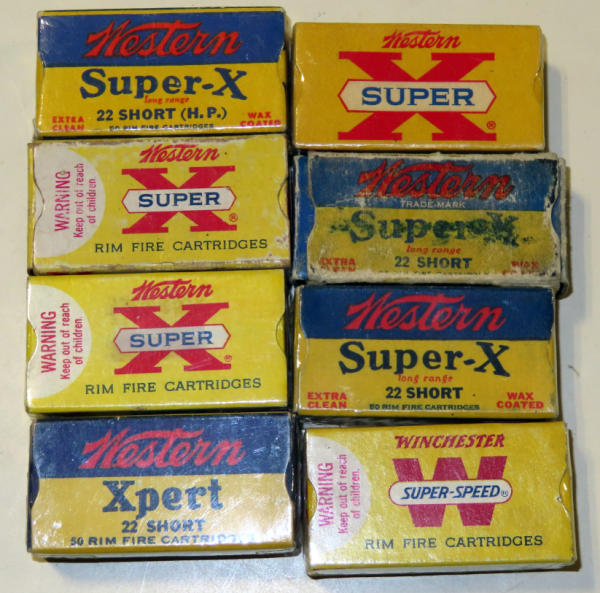 Western
Super-X
long range
22 SHORT (H.P.)
EXTRA
CLEAN
WAX
COATED
50 RIM FIRE CARTRIDGES
Western
X
SUPER
®
WARNING
Keep out of reach
of children.
Western
X
SUPER
®
RIM FIRE CARTRIDGES
Western
TRADE-MARK
Super-X
long range
22 SHORT
EXTRA
WAX
WARNING
Keep out of reach
of children.
Western
X
SUPER
®
RIM FIRE CARTRIDGES
Western
Super-X
long range
22 SHORT
EXTRA
CLEAN
WAX
COATED
50 RIM FIRE CARTRIDGES
Western
Xpert
22 SHORT
50 RIM FIRE CARTRIDGES
WARNING
Keep out of reach
of children.
WINCHESTER
W
SUPER-SPEED®
RIM FIRE CARTRIDGES